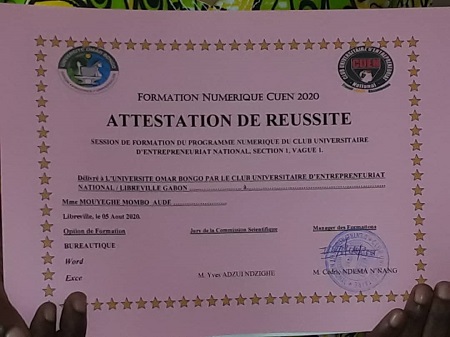 FORMATION NUMERIQUE CUEN 2020
ATTESTATION DE REUSSITE
SESSION DE FORMATION DU PROGRAMME NUMERIQUE DU CLUB UNIVERSITAIRE
D'ENTREPRENEURIAT NATIONAL, SECTION 1, VAGUE 1.
Délivré à L'UNIVERSITE OMAR BONGO PAR LE CLUB UNIVERSITAIRE D'ENTREPRENEURIAT
NATIONAL / LIBREVILLE GABON ........................ à ........................
Mme MOUYEGHE MOMBO AUDE
Libreville, le 05 Aout 2020.
Option de Formation Jury de la Commission Scientifique Manager des Formations
BUREAUTIQUE
Word
Exce
M. Yves ADZUI NDZIGHE M. Cédric NDEMA N'NANG
CUEN
National